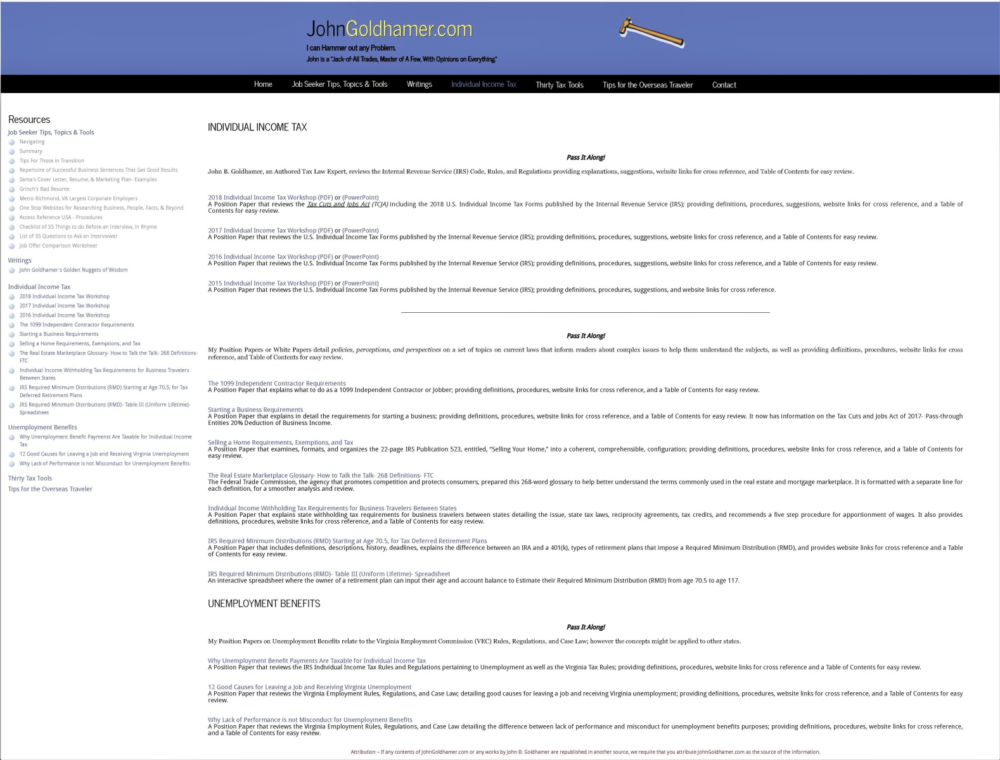 JohnGoldhamer.com
I can Hammer out any Problem.
John is a "Jack-of-All Trades, Master of A Few, With Opinions on Everything."
Home
Job Seeker Tips, Topics & Tools
Writings
Individual Income Tax
Thirty Tax Tools
Tips for the Overseas Traveler
Contact
Resources
Job Seeker Tips, Topics & Tools
Navigating
Summary
Tips For Those in Transition
Repertoire of Successful Business Sentences That Get Good Results
Santa's Cover Letter, Resume, & Marketing Plan- Examples
Grinch's Bad Resume
Metro Richmond, VA Largest Corporate Employers
One Stop Websites for Researching Business, People, Facts, & Beyond
Access Reference USA - Procedures
Checklist of 35 Things to do Before an Interview, in Rhyme
List of 35 Questions to Ask an Interviewer
Job Offer Comparison Worksheet
Writings
John Goldhamer's Golden Nuggets of Wisdom
Individual Income Tax
2018 Individual Income Tax Workshop
2017 Individual Income Tax Workshop
2016 Individual Income Tax Workshop
The 1099 Independent Contractor Requirements
Starting a Business Requirements
Selling a Home Requirements, Exemptions, and Tax
The Real Estate Marketplace Glossary- How to Talk the Talk- 268 Definitions-
FTC
Individual Income Withholding Tax Requirements for Business Travelers
Between States
IRS Required Minimum Distributions (RMD) Starting at Age 70.5, for Tax
Deferred Retirement Plans
IRS Required Minimum Distributions (RMD)- Table III (Uniform Lifetime)-
Spreadsheet
Unemployment Benefits
Why Unemployment Benefit Payments Are Taxable for Individual Income
Tax
12 Good Causes for Leaving a Job and Receiving Virginia Unemployment
Why Lack of Performance is not Misconduct for Unemployment Benefits
Thirty Tax Tools
Tips for the Overseas Traveler
INDIVIDUAL INCOME TAX
Pass It Along!
John B. Goldhamer, an Authored Tax Law Expert, reviews the Internal Revenue Service (IRS) Code, Rules, and Regulations providing explanations, suggestions, website links for cross reference, and Table of Contents for easy review.
2018 Individual Income Tax Workshop (PDF) or (PowerPoint)
A Position Paper that reviews the Tax Cuts and Jobs Act (TCJA) including the 2018 U.S. Individual Income Tax Forms published by the Internal Revenue Service (IRS); providing definitions, procedures, suggestions, website links for cross reference, and a Table of
Contents for easy review.
2017 Individual Income Tax Workshop (PDF) or (PowerPoint)
A Position Paper that reviews the U.S. Individual Income Tax Forms published by the Internal Revenue Service (IRS); providing definitions, procedures, suggestions, website links for cross reference, and a Table of Contents for easy review.
2016 Individual Income Tax Workshop (PDF) or (PowerPoint)
A Position Paper that reviews the U.S. Individual Income Tax Forms published by the Internal Revenue Service (IRS); providing definitions, procedures, suggestions, website links for cross reference, and a Table of Contents for easy review.
2015 Individual Income Tax Workshop (PDF) or (PowerPoint)
A Position Paper that reviews the U.S. Individual Income Tax Forms published by the Internal Revenue Service (IRS); providing definitions, procedures, suggestions, and website links for cross reference.
Pass It Along!
My Position Papers or White Papers detail policies, perceptions, and perspectives on a set of topics on current laws that inform readers about complex issues to help them understand the subjects, as well as providing definitions, procedures, website links for cross
reference, and Table of Contents for easy review.
The 1099 Independent Contractor Requirements
A Position Paper that explains what to do as a 1099 Independent Contractor or Jobber; providing definitions, procedures, website links for cross reference, and a Table of Contents for easy review.
Starting a Business Requirements
A Position Paper that explains in detail the requirements for starting a business; providing definitions, procedures, website links for cross reference, and a Table of Contents for easy review. It now has information on the Tax Cuts and Jobs Act of 2017- Pass-through
Entities 20% Deduction of Business Income.
Selling a Home Requirements, Exemptions, and Tax
A Position Paper that examines, formats, and organizes the 22-page IRS Publication 523, entitled, “Selling Your Home,” into a coherent, comprehensible, configuration; providing definitions, procedures, website links for cross reference, and a Table of Contents for
easy review.
The Real Estate Marketplace Glossary- How to Talk the Talk- 268 Definitions- FTC
The Federal Trade Commission, the agency that promotes competition and protects consumers, prepared this 268-word glossary to help better understand the terms commonly used in the real estate and mortgage marketplace. It is formatted with a separate line for
each definition, for a smoother analysis and review.
Individual Income Withholding Tax Requirements for Business Travelers Between States
A Position Paper that explains state withholding tax requirements for business travelers between states detailing the issue, state tax laws, reciprocity agreements, tax credits, and recommends a five step procedure for apportionment of wages. It also provides
definitions, procedures, website links for cross reference, and a Table of Contents for easy review.
IRS Required Minimum Distributions (RMD) Starting at Age 70.5, for Tax Deferred Retirement Plans
A Position Paper that includes definitions, descriptions, history, deadlines, explains the difference between an IRA and a 401(k), types of retirement plans that impose a Required Minimum Distribution (RMD), and provides website links for cross reference and a Table
of Contents for easy review.
IRS Required Minimum Distributions (RMD)- Table III (Uniform Lifetime)- Spreadsheet
An interactive spreadsheet where the owner of a retirement plan can input their age and account balance to Estimate their Required Minimum Distribution (RMD) from age 70.5 to age 117.
UNEMPLOYMENT BENEFITS
Pass It Along!
My Position Papers on Unemployment Benefits relate to the Virginia Employment Commission (VEC) Rules, Regulations, and Case Law; however the concepts might be applied to other states.
Why Unemployment Benefit Payments Are Taxable for Individual Income Tax
A Position Paper that reviews the IRS Individual Income Tax Rules and Regulations pertaining to Unemployment as well as the Virginia Tax Rules; providing definitions, procedures, website links for cross reference and a Table of Contents for easy review.
12 Good Causes for Leaving a Job and Receiving Virginia Unemployment
A Position Paper that reviews the Virginia Employment Rules, Regulations, and Case Law; detailing good causes for leaving a job and receiving Virginia unemployment; providing definitions, procedures, website links for cross reference, and a Table of Contents for easy
review.
Why Lack of Performance is not Misconduct for Unemployment Benefits
A Position Paper that reviews the Virginia Employment Rules, Regulations, and Case Law detailing the difference between lack of performance and misconduct for unemployment benefits purposes; providing definitions, procedures, website links for cross reference,
and a Table of Contents for easy review.
Attribution – If any contents of JohnGoldhamer.com or any works by John B. Goldhamer are republished in another source, we require that you attribute JohnGoldhamer.com as the source of the information.